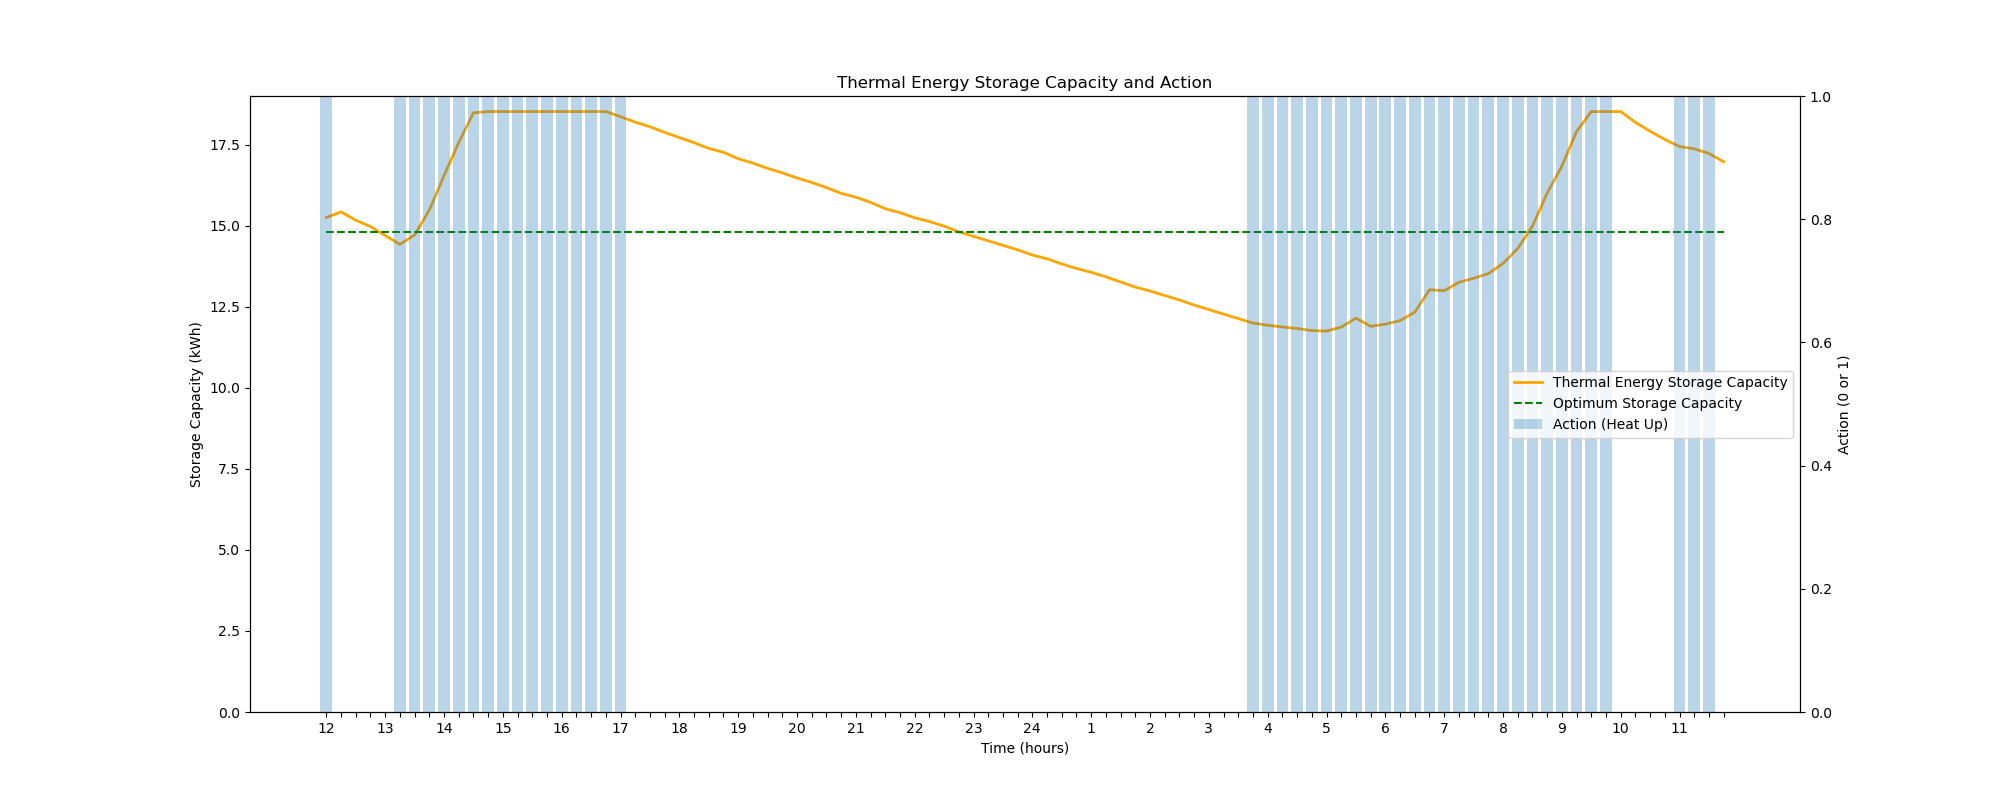 Thermal Energy Storage Capacity and Action
Storage Capacity (kWh)
17.5
15.0
12.5
10.0
7.5
5.0
2.5
0.0
1.0
0.8
0.6
0.4
0.2
0.0
Action (0 or 1)
Thermal Energy Storage Capacity
Optimum Storage Capacity
Action (Heat Up)
12 13 14 15 16 17 18 19 20 21 22 23 24 1 2 3 4 5 6 7 8 9 10 11
Time (hours)